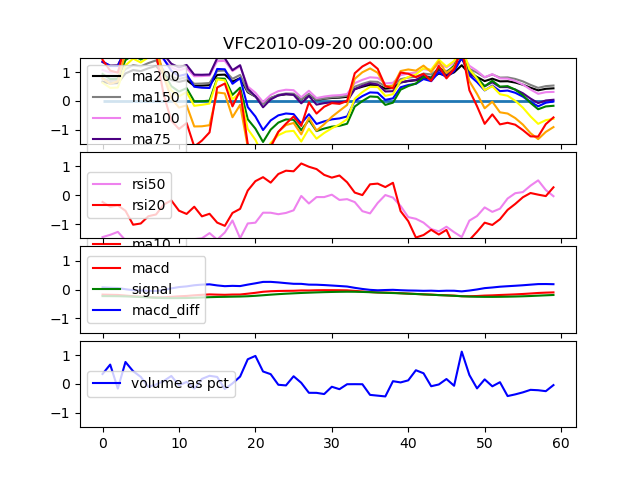 VFC2010-09-20 00:00:00
1
0
−1
ma200
ma150
ma100
ma75
1
0
−1
rsi50
rsi20
ma10
1
0
−1
macd
signal
macd_diff
1
0
−1
volume as pct
0 10 20 30 40 50 60